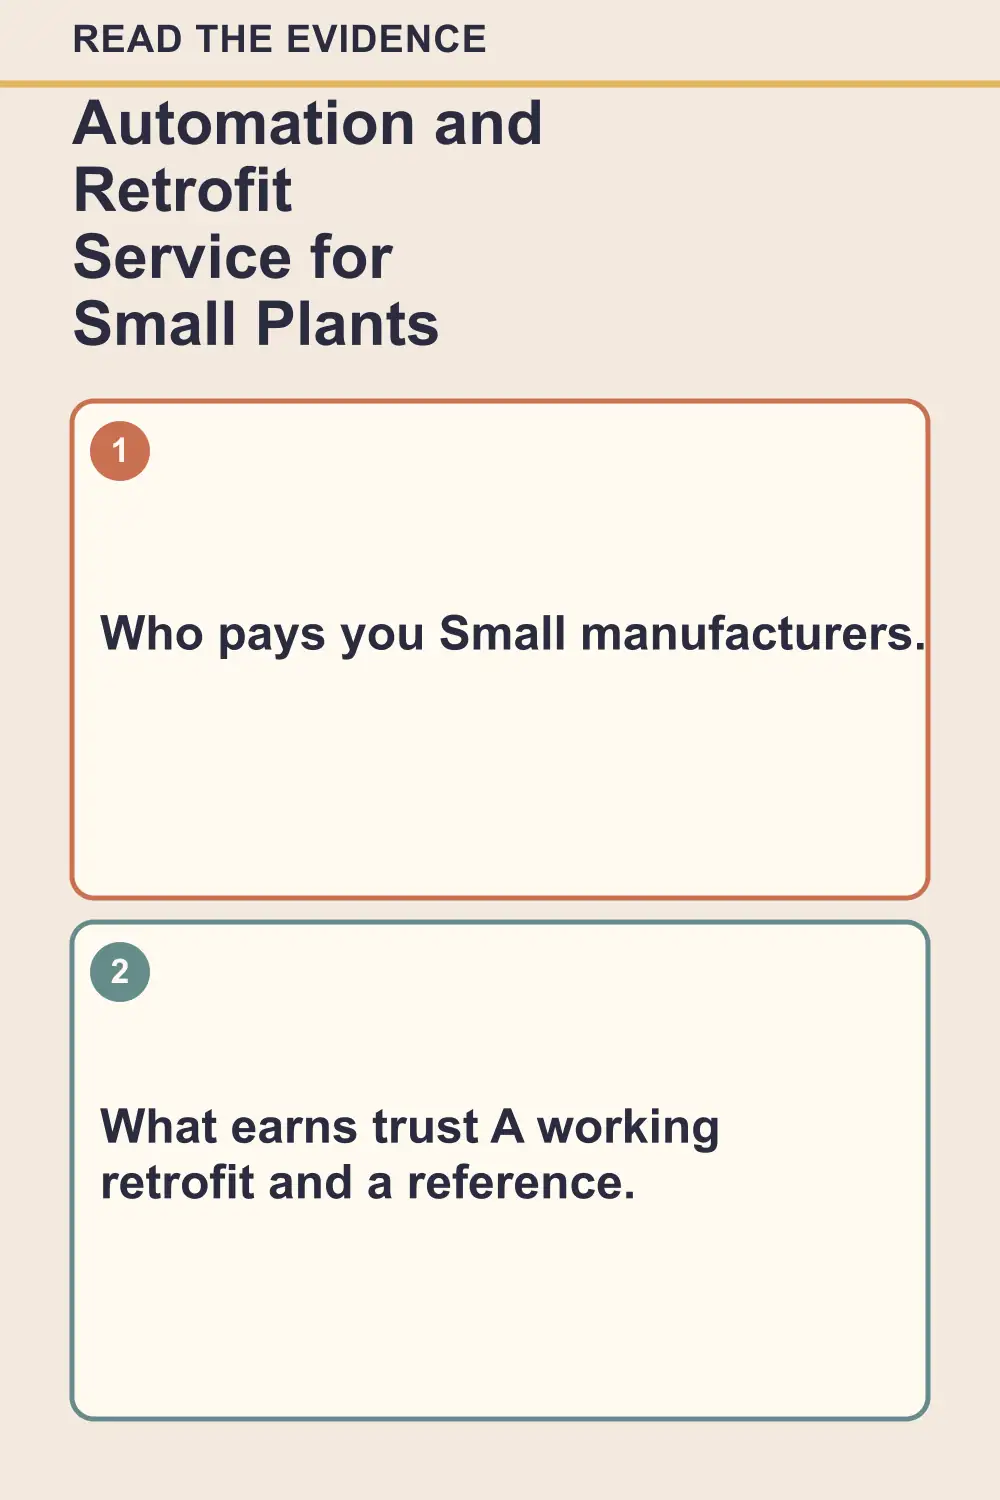 READ THE EVIDENCE
Automation and
Retrofit
Service for
Small Plants
1
Who pays you Small manufacturers.
2
What earns trust A working
retrofit and a reference.